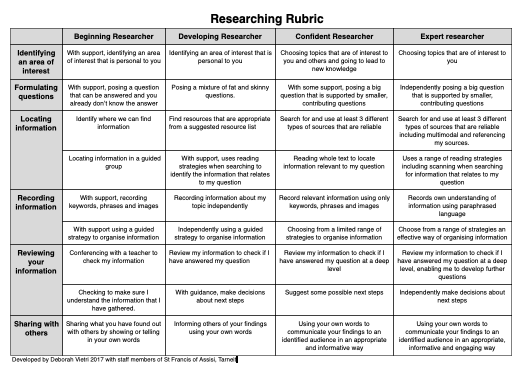 Researching Rubric
Beginning Researcher
Developing Researcher
Confident Researcher
Expert researcher
Identifying
an area of
interest
With support, identifying an area
of interest that is personal to you
Identifying an area of interest that is
personal to you
Choosing topics that are of interest to
you and others and going to lead to
new knowledge
Choosing topics that are of interest to
you
Formulating
questions
With support, posing a question
that can be answered and you
already don't know the answer
Posing a mixture of fat and skinny
questions.
With some support, posing a big
question that is supported by smaller,
contributing questions
Independently posing a big question
that is supported by smaller,
contributing questions
Locating
information
Identify where we can find
information
Find resources that are appropriate
from a suggested resource list
Search for and use at least 3 different
types of sources that are reliable
Search for and use at least 3 different
types of sources that are reliable
including multimodal and referencing
my sources.
Locating information in a guided
group
With support, uses reading
strategies when searching to
identify the information that relates
to my question
Reading whole text to locate
information relevant to my question
Uses a range of reading strategies
including scanning when searching
for information that relates to my
question
Recording
information
With support, recording
keywords, phrases and images
Recording information about my
topic independently
Record relevant information using only
keywords, phrases and images
Records own understanding of
information using paraphrased
language
With support using a guided
strategy to organise information
Independently using a guided
strategy to organise information
Choosing from a limited range of
strategies to organise information
Choose from a range of strategies an
effective way of organising information
Reviewing
your
information
Conferencing with a teacher to
check my information
Review my information to check if I
have answered my question
Review my information to check if I
have answered my question at a deep
level
Review my information to check if I
have answered my question at a deep
level, enabling me to develop further
questions
Checking to make sure I
understand the information that I
have gathered.
With guidance, make decisions
about next steps
Suggest some possible next steps
Independently make decisions about
next steps
Sharing with
others
Sharing what you have found out
with others by showing or telling
in your own words
Informing others of your findings
using your own words
Using your own words to
communicate your findings to an
identified audience in an appropriate
and informative way
Using your own words to
communicate your findings to an
identified audience in an appropriate,
informative and engaging way
Developed by Deborah Vietri 2017 with staff members of St Francis of Assisi, Tarneit